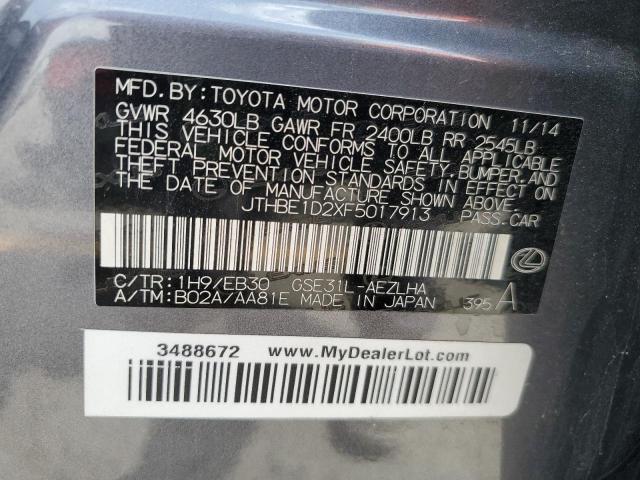 MFD. BY: TOYOTA MOTOR CORPORATION 11/14
GVWR 4630LB GAWR FR 2400LB RR 2545LB
THIS VEHICLE CONFORMS TO ALL APPLICABLE
FEDERAL MOTOR VEHICLE SAFETY, BUMPER, AND
THEFT PREVENTION STANDARDS IN EFFECT ON
THE DATE OF MANUFACTURE SHOWN ABOVE.
JTHBE1D2XF5017913 PASS.CAR
C/TR: 1H9/EB30 GSE31L-AEZLHA
A/TM: B02A/AA81E MADE IN JAPAN 395 A
3488672 www.MyDealerLot.com